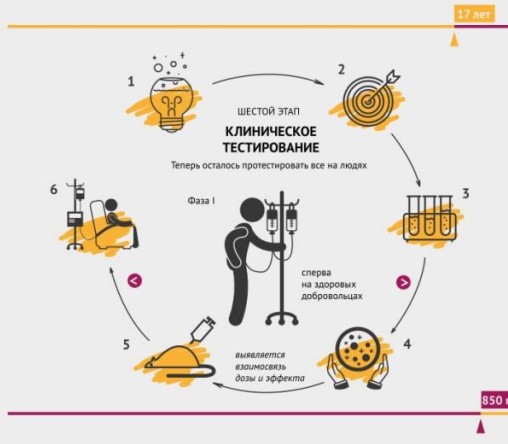 17 лет
1
2
ШЕСТОЙ ЭТАП
КЛИНИЧЕСКОЕ
ТЕСТИРОВАНИЕ
Теперь осталось протестировать все на людях
6
Фаза I
3
сперва
на здоровых
добровольцах
5
4
выявляется
взаимосвязь
дозы и эффекта
850